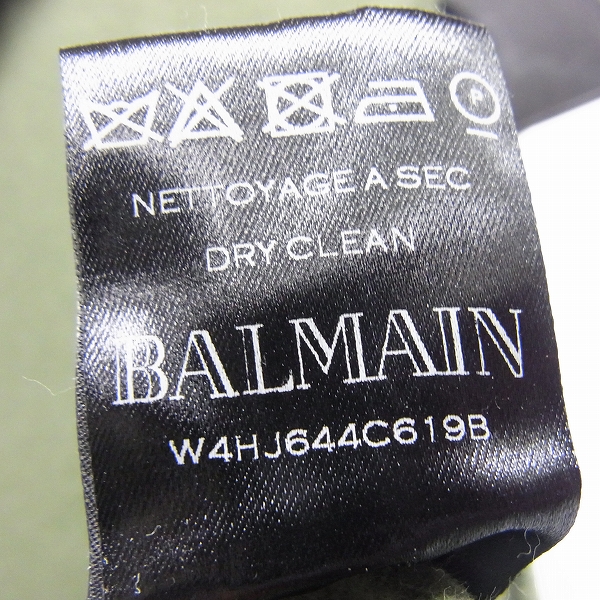 P
NETTOYAGE A SEC
DRY CLEAN
BALMAIN
W4HJ644C619B